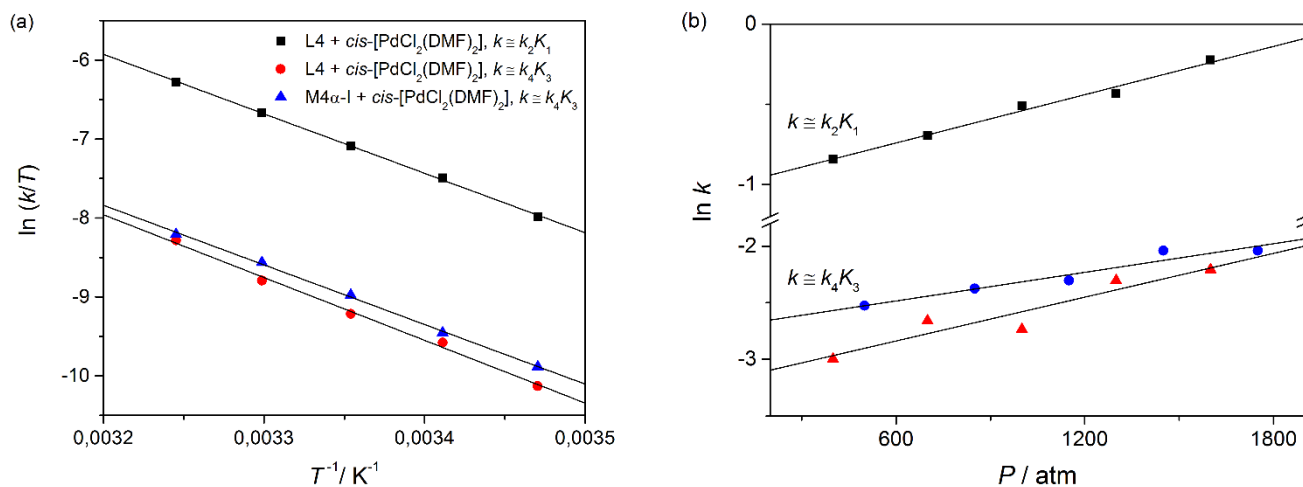 (a)
L4 + cis-[PdCl₂(DMF)₂], k ≅ k₂K₁
L4 + cis-[PdCl₂(DMF)₂], k ≅ k₄K₃
M4α-I + cis-[PdCl₂(DMF)₂], k ≅ k₄K₃
-6
-7
-8
-9
-10
ln (k/T)
0,0032
0,0033
0,0034
0,0035
T⁻¹/ K⁻¹
(b)
0
-1
-2
-3
ln k
k ≅ k₂K₁
k ≅ k₄K₃
600
1200
1800
P / atm